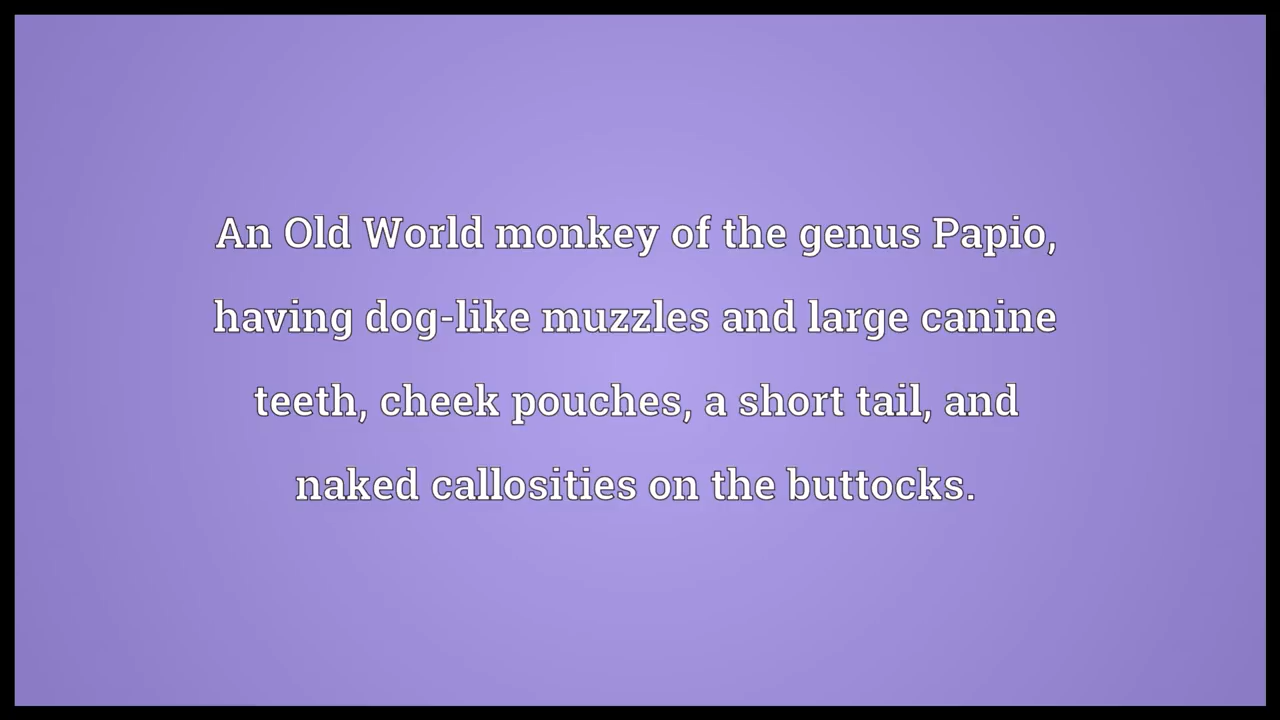 An Old World monkey of the genus Papio,
having dog-like muzzles and large canine
teeth, cheek pouches, a short tail, and
naked callosities on the buttocks.